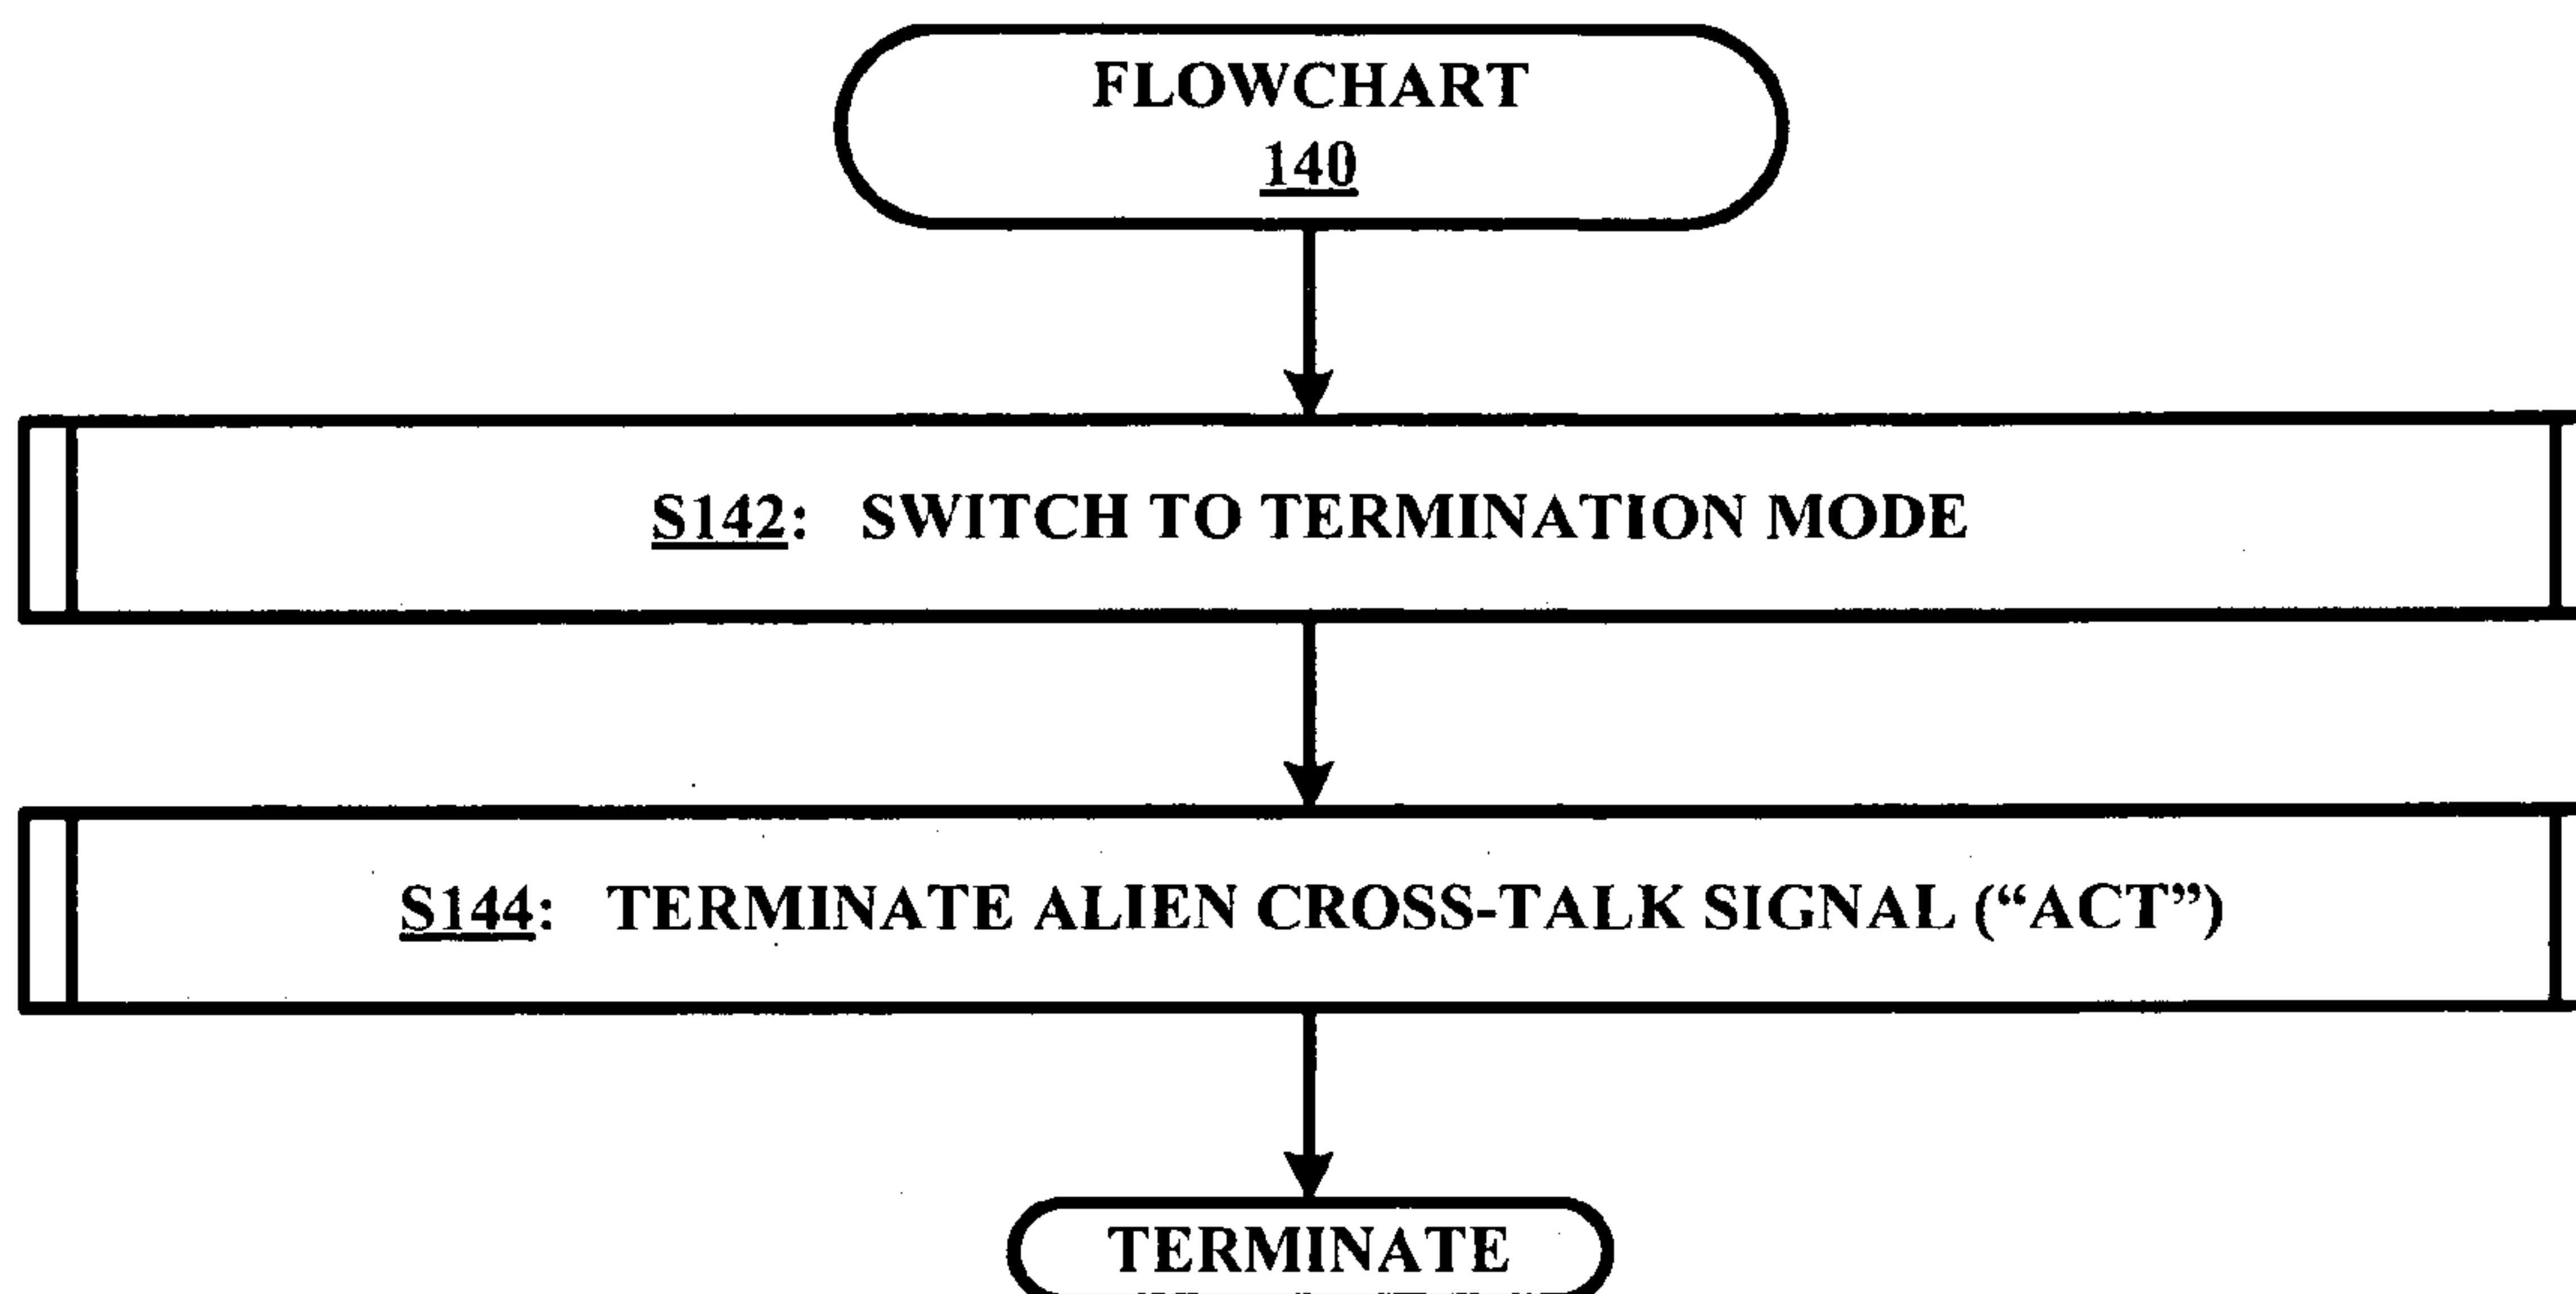 FLOWCHART
140
S142: SWITCH TO TERMINATION MODE
S144: TERMINATE ALIEN CROSS-TALK SIGNAL (“ACT”)
TERMINATE